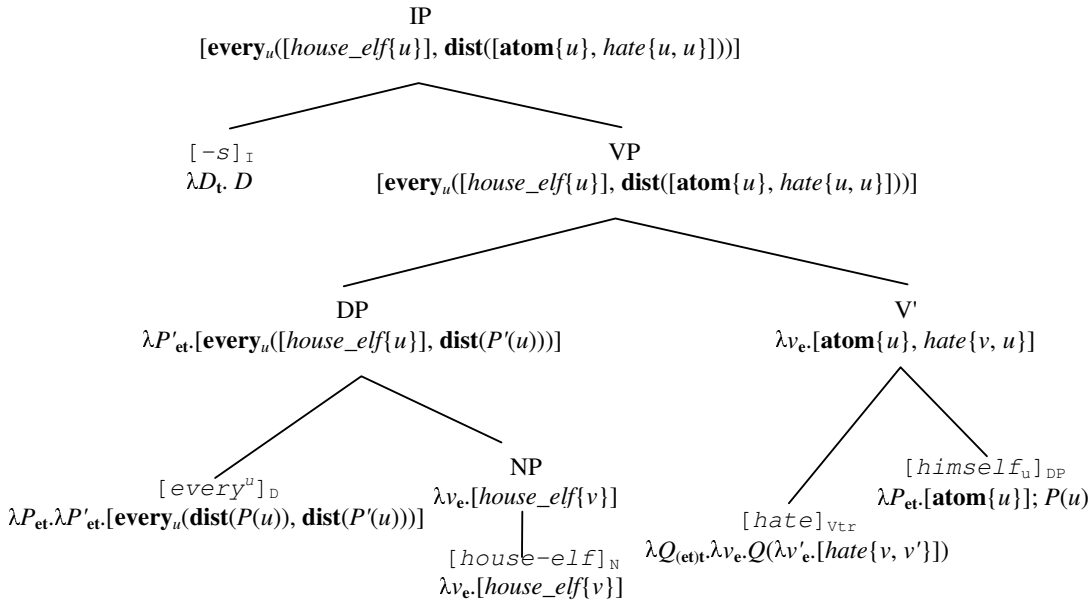 IP
[every_u([house_elf{u}], dist([atom{u}, hate{u, u}]))]
[-s]_I
λD_t. D
VP
[every_u([house_elf{u}], dist([atom{u}, hate{u, u}]))]
DP
λP'_et.[every_u([house_elf{u}], dist(P'(u)))]
V'
λv_e.[atom{u}, hate{v, u}]
[every^u]_D
λP_et.λP'_et.[every_u(dist(P(u)), dist(P'(u)))]
NP
λv_e.[house_elf{v}]
[house-elf]_N
λv_e.[house_elf{v}]
[hate]_Vtr
λQ_(et)t.λv_e.Q(λv'_e.[hate{v, v'}])
[himself_u]_DP
λP_et.[atom{u}]; P(u)